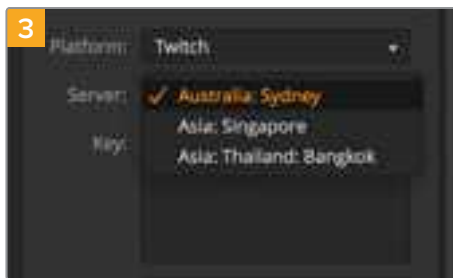 3
Platform: Twitch
Server: Australia: Sydney
Asia: Singapore
Key:
Asia: Thailand: Bangkok